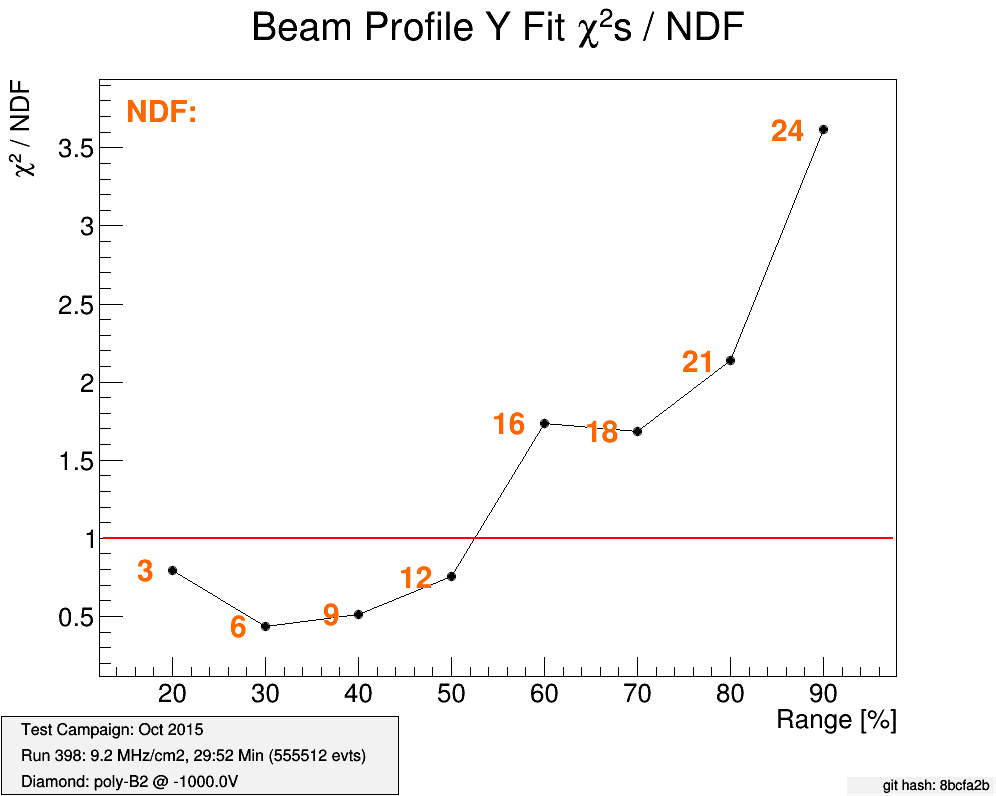 Beam Profile Y Fit χ²s / NDF
χ² / NDF
NDF:
3.5
3
2.5
2
1.5
1
0.5
3
6
9
12
16
18
21
24
20 30 40 50 60 70 80 90
Range [%]
Test Campaign: Oct 2015
Run 398: 9.2 MHz/cm2, 29:52 Min (555512 evts)
Diamond: poly-B2 @ -1000.0V
git hash: 8bcfa2b